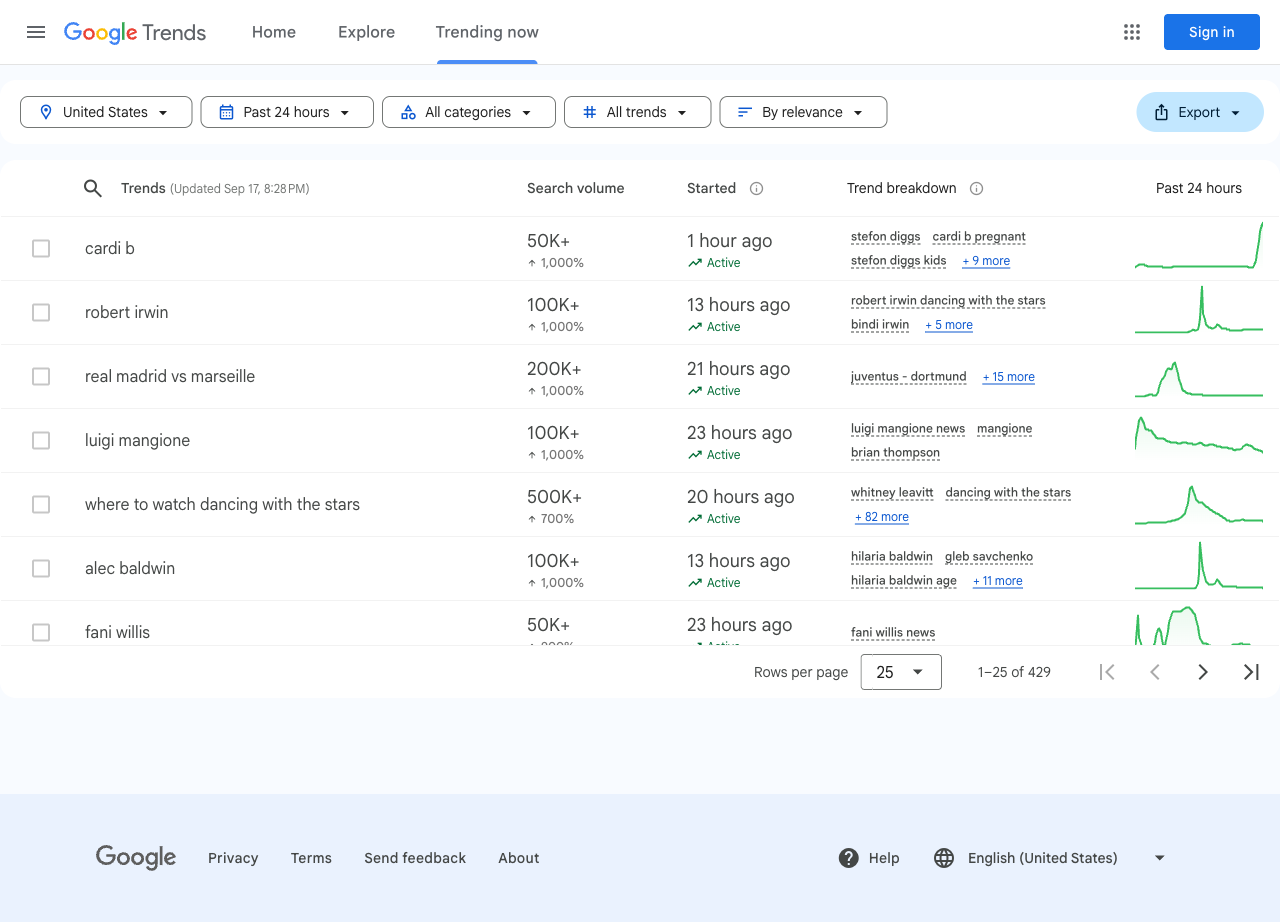 Google Trends Home Explore Trending now Sign in
United States Past 24 hours All categories All trends By relevance Export
Trends (Updated Sep 17, 8:28 PM) Search volume Started Trend breakdown Past 24 hours
cardi b 50K+ 1 hour ago stefon diggs cardi b pregnant
1,000% Active stefon diggs kids + 9 more
robert irwin 100K+ 13 hours ago robert irwin dancing with the stars
1,000% Active bindi irwin + 5 more
real madrid vs marseille 200K+ 21 hours ago juventus - dortmund + 15 more
1,000% Active
luigi mangione 100K+ 23 hours ago luigi mangione news mangione
1,000% Active brian thompson
where to watch dancing with the stars 500K+ 20 hours ago whitney leavitt dancing with the stars
700% Active + 82 more
alec baldwin 100K+ 13 hours ago hilaria baldwin gleb savchenko
1,000% Active hilaria baldwin age + 11 more
fani willis 50K+ 23 hours ago fani willis news
Active
Rows per page 25 1–25 of 429
Google Privacy Terms Send feedback About Help English (United States)